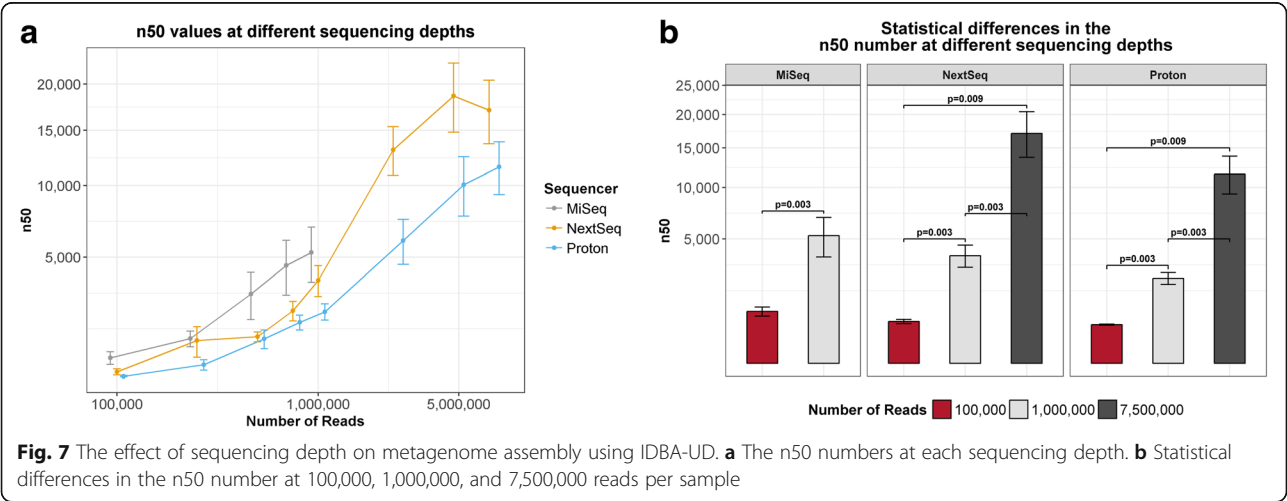 a
n50 values at different sequencing depths
20,000
15,000
10,000
5,000
n50
100,000 1,000,000 5,000,000
Number of Reads
Sequencer
MiSeq
NextSeq
Proton
b
Statistical differences in the
n50 number at different sequencing depths
MiSeq NextSeq Proton
25,000
20,000
15,000
10,000
5,000
n50
p=0.003
p=0.009
p=0.003
p=0.003
p=0.009
p=0.003
p=0.003
Number of Reads 100,000 1,000,000 7,500,000
Fig. 7 The effect of sequencing depth on metagenome assembly using IDBA-UD. a The n50 numbers at each sequencing depth. b Statistical
differences in the n50 number at 100,000, 1,000,000, and 7,500,000 reads per sample